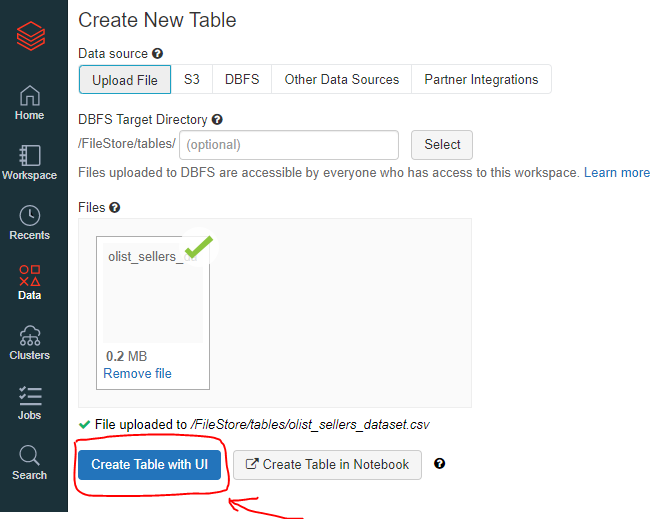 Create New Table
Data source
Upload File S3 DBFS Other Data Sources Partner Integrations
DBFS Target Directory
/FileStore/tables/ (optional) Select
Files uploaded to DBFS are accessible by everyone who has access to this workspace. Learn more
Files
olist_sellers_
0.2 MB
Remove file
File uploaded to /FileStore/tables/olist_sellers_dataset.csv
Create Table with UI Create Table in Notebook
Home
Workspace
Recents
Data
Clusters
Jobs
Search